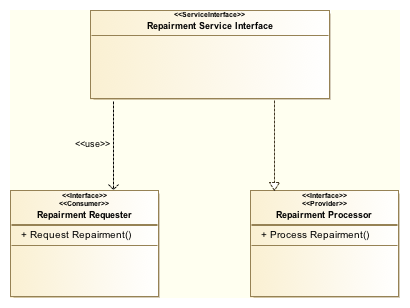 <<ServiceInterface>>
Repairment Service Interface
<<use>>
<<Interface>>
<<Consumer>>
Repairment Requester
+ Request Repairment()
<<Interface>>
<<Provider>>
Repairment Processor
+ Process Repairment()